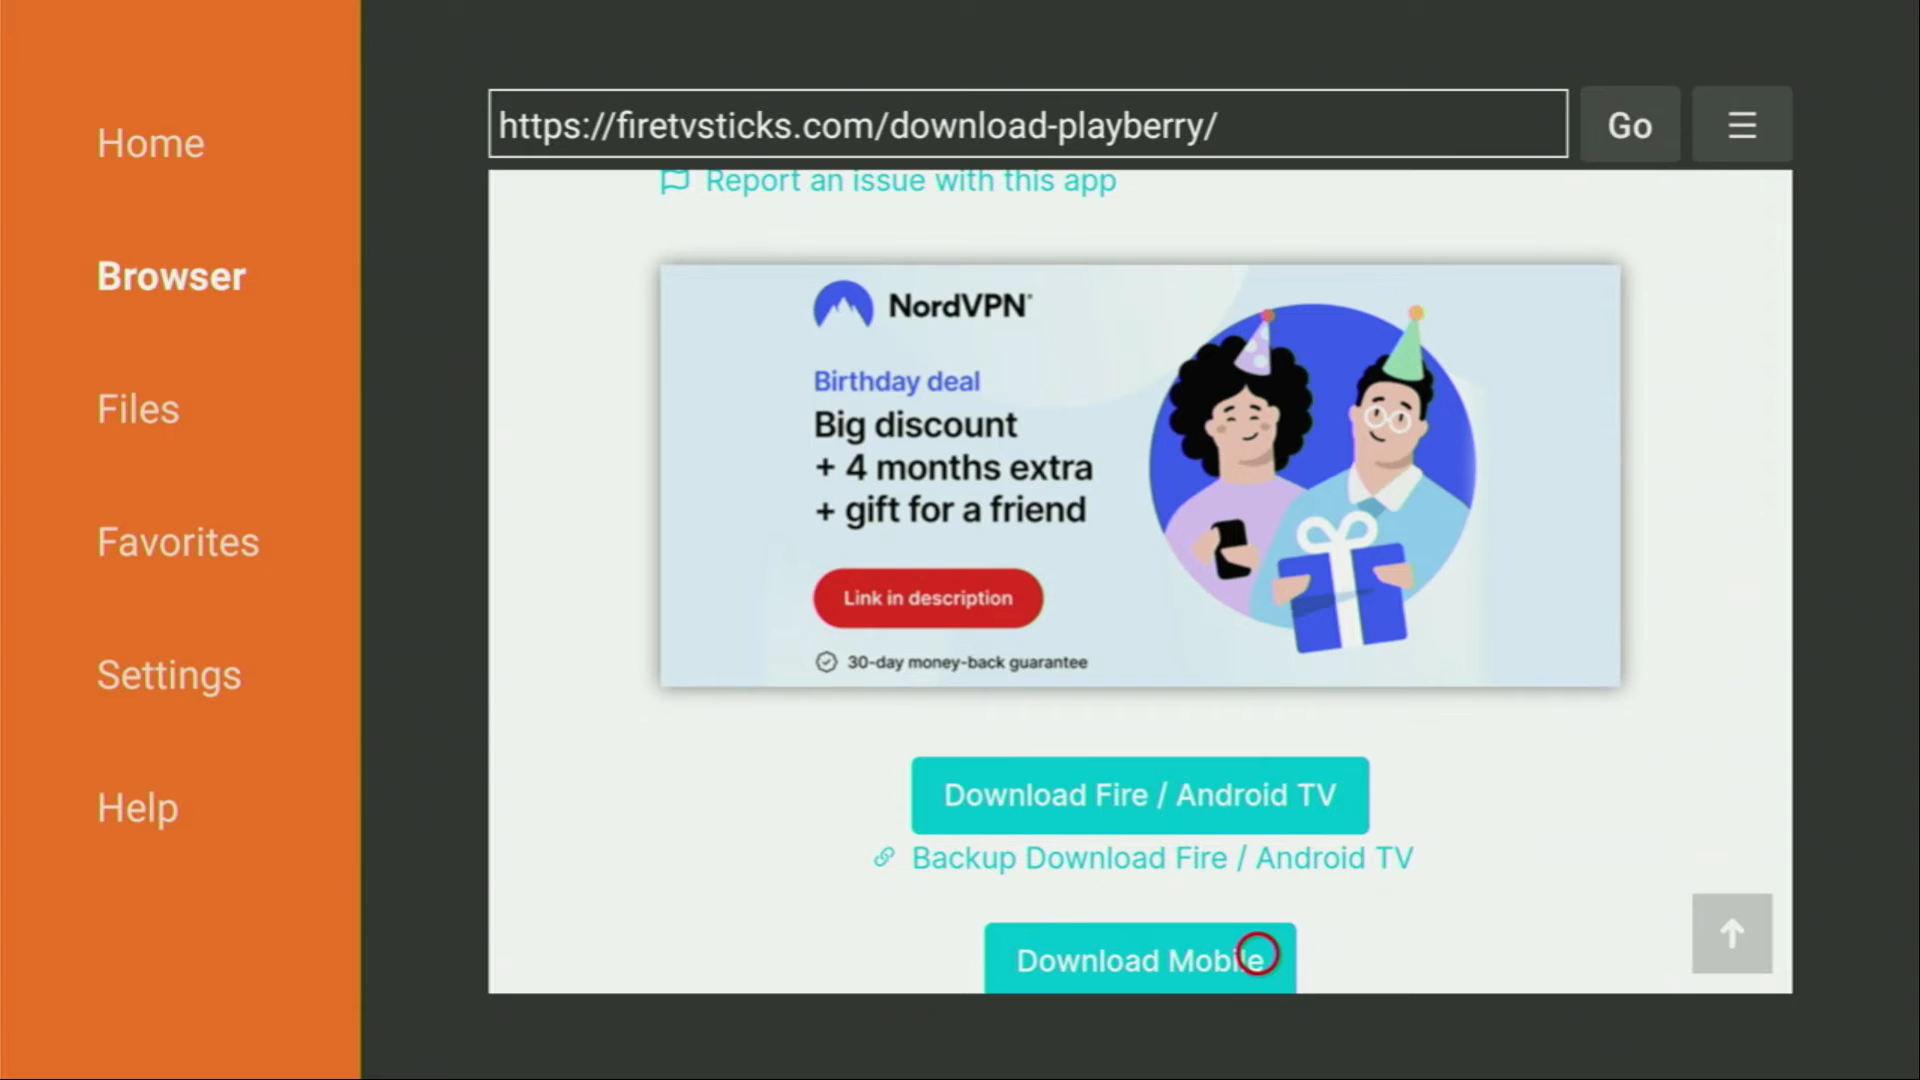 Home
Browser
Files
Favorites
Settings
Help
https://firetvsticks.com/download-playberry/
Go
Report an issue with this app
NordVPN®
Birthday deal
Big discount
+ 4 months extra
+ gift for a friend
Link in description
30-day money-back guarantee
Download Fire / Android TV
Backup Download Fire / Android TV
Download Mobile